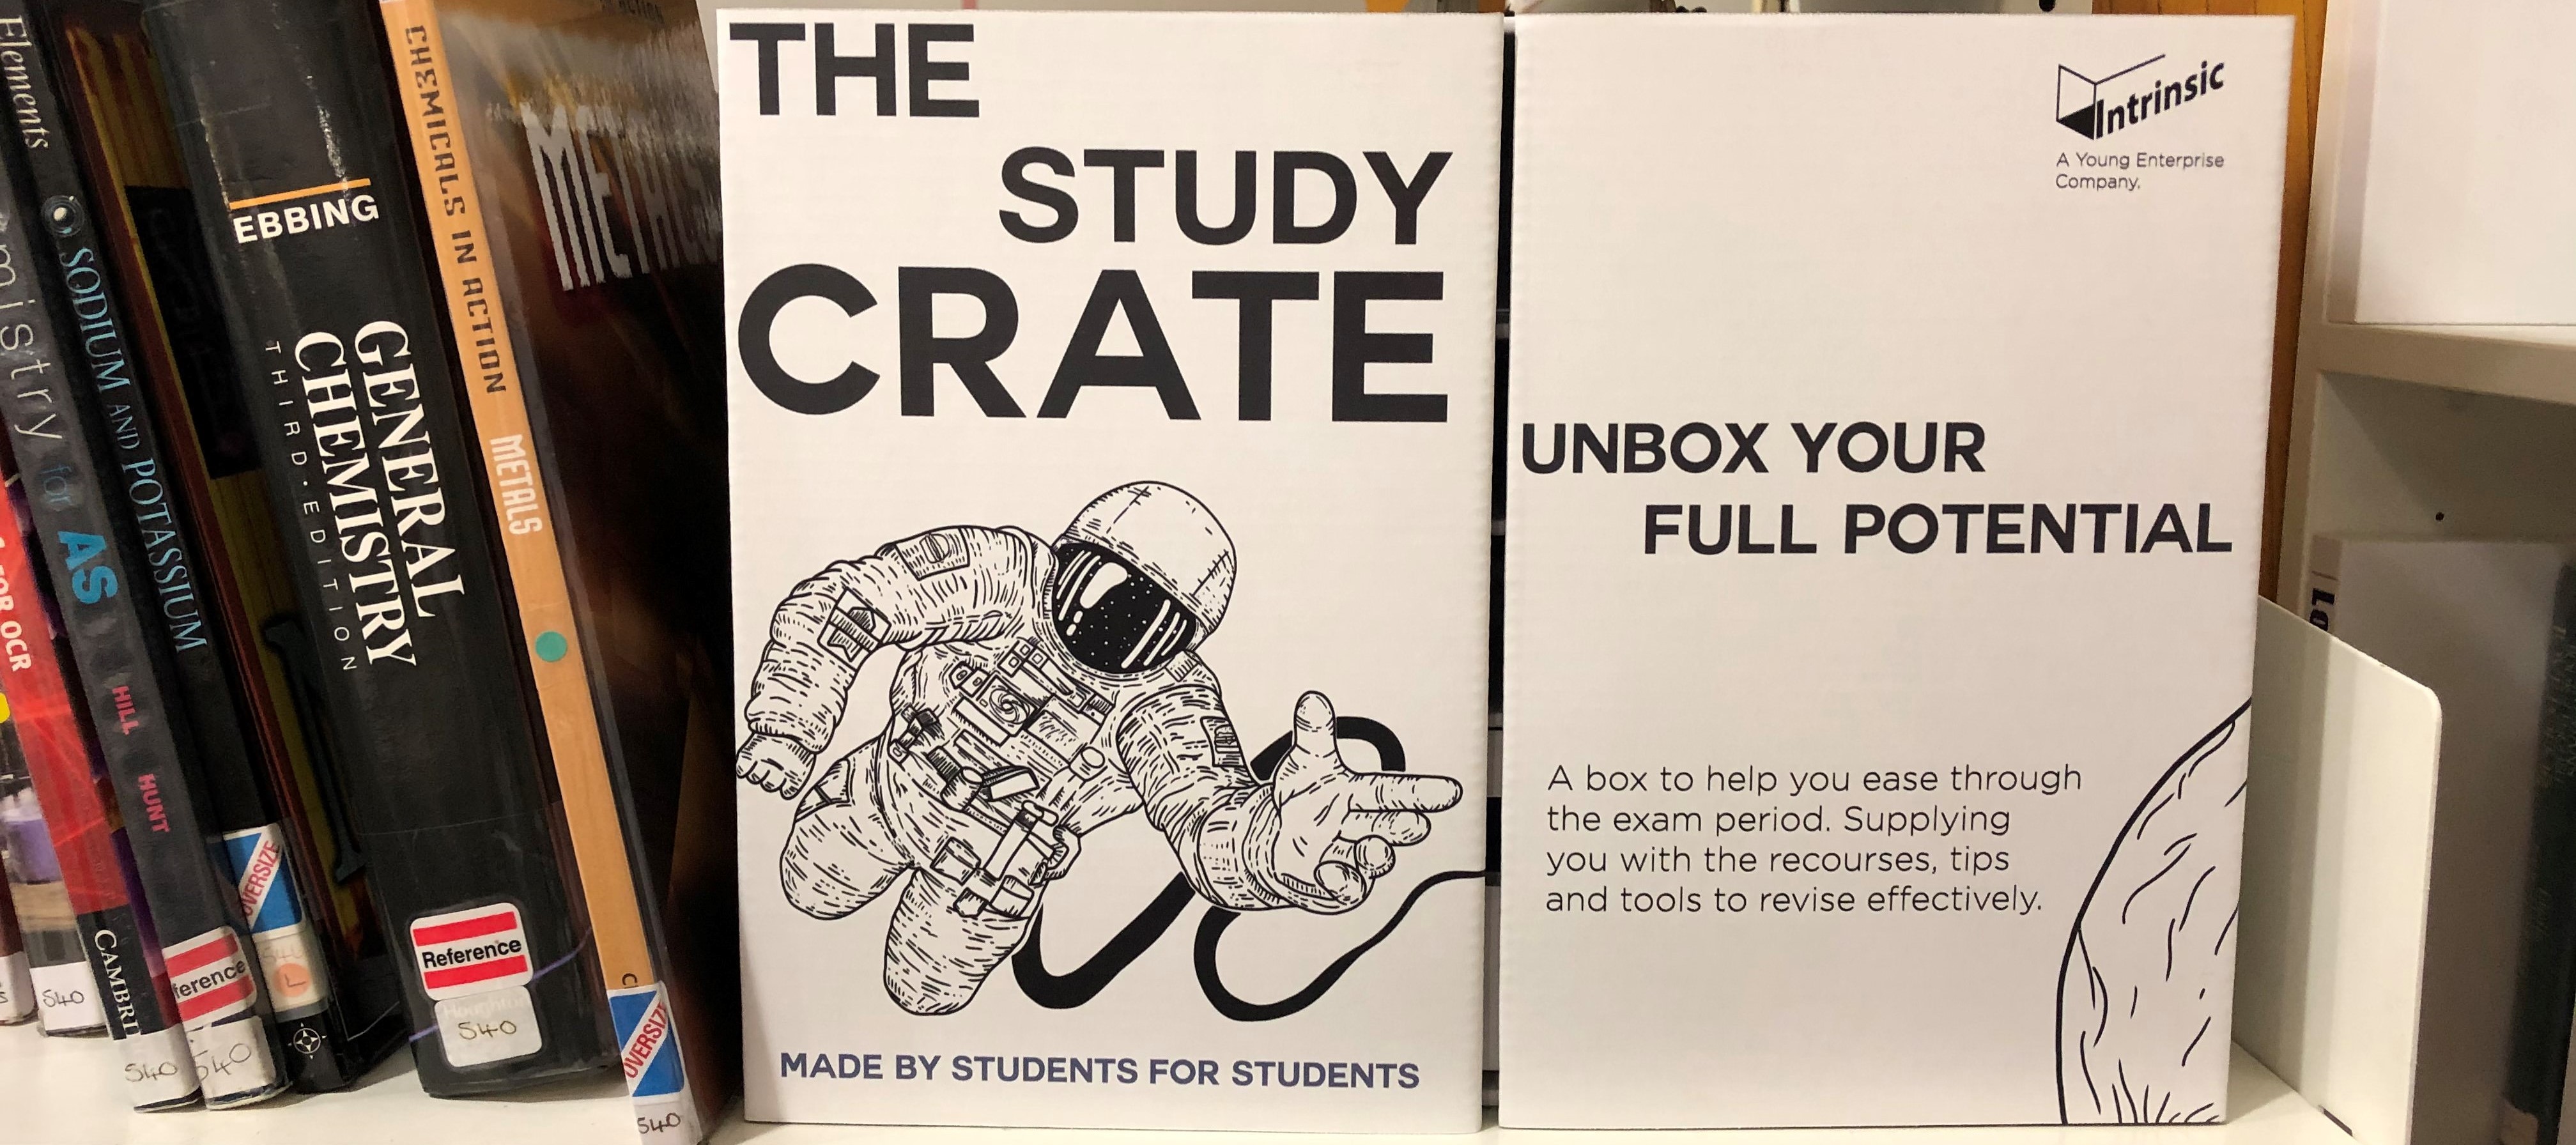 Elements
mistry for AS
FOR OCR
HILL HUNT
CAMBRI
SODIUM AND POTASSIUM
OVERSIZE
ference
540
540
540
EBBING
GENERAL
CHEMISTRY
THIRD·EDITION
Reference
540
CHEMICALS IN ACTION METALS
METALS
OVERSIZE
540
THE
STUDY
CRATE
MADE BY STUDENTS FOR STUDENTS
Intrinsic
A Young Enterprise
Company.
UNBOX YOUR
FULL POTENTIAL
A box to help you ease through
the exam period. Supplying
you with the recourses, tips
and tools to revise effectively.